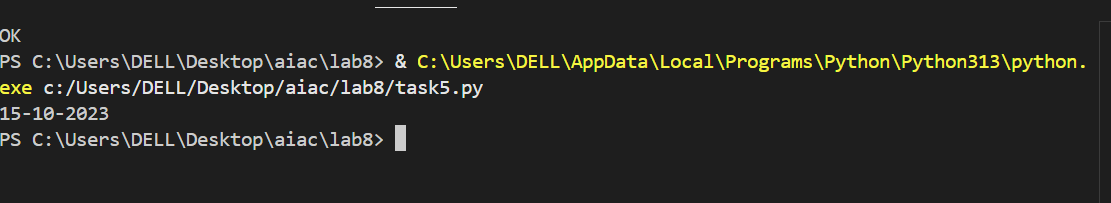 OK
PS C:\Users\DELL\Desktop\aiac\lab8> & C:\Users\DELL\AppData\Local\Programs\Python\Python313\python.
exe c:/Users/DELL/Desktop/aiac/lab8/task5.py
15-10-2023
PS C:\Users\DELL\Desktop\aiac\lab8>